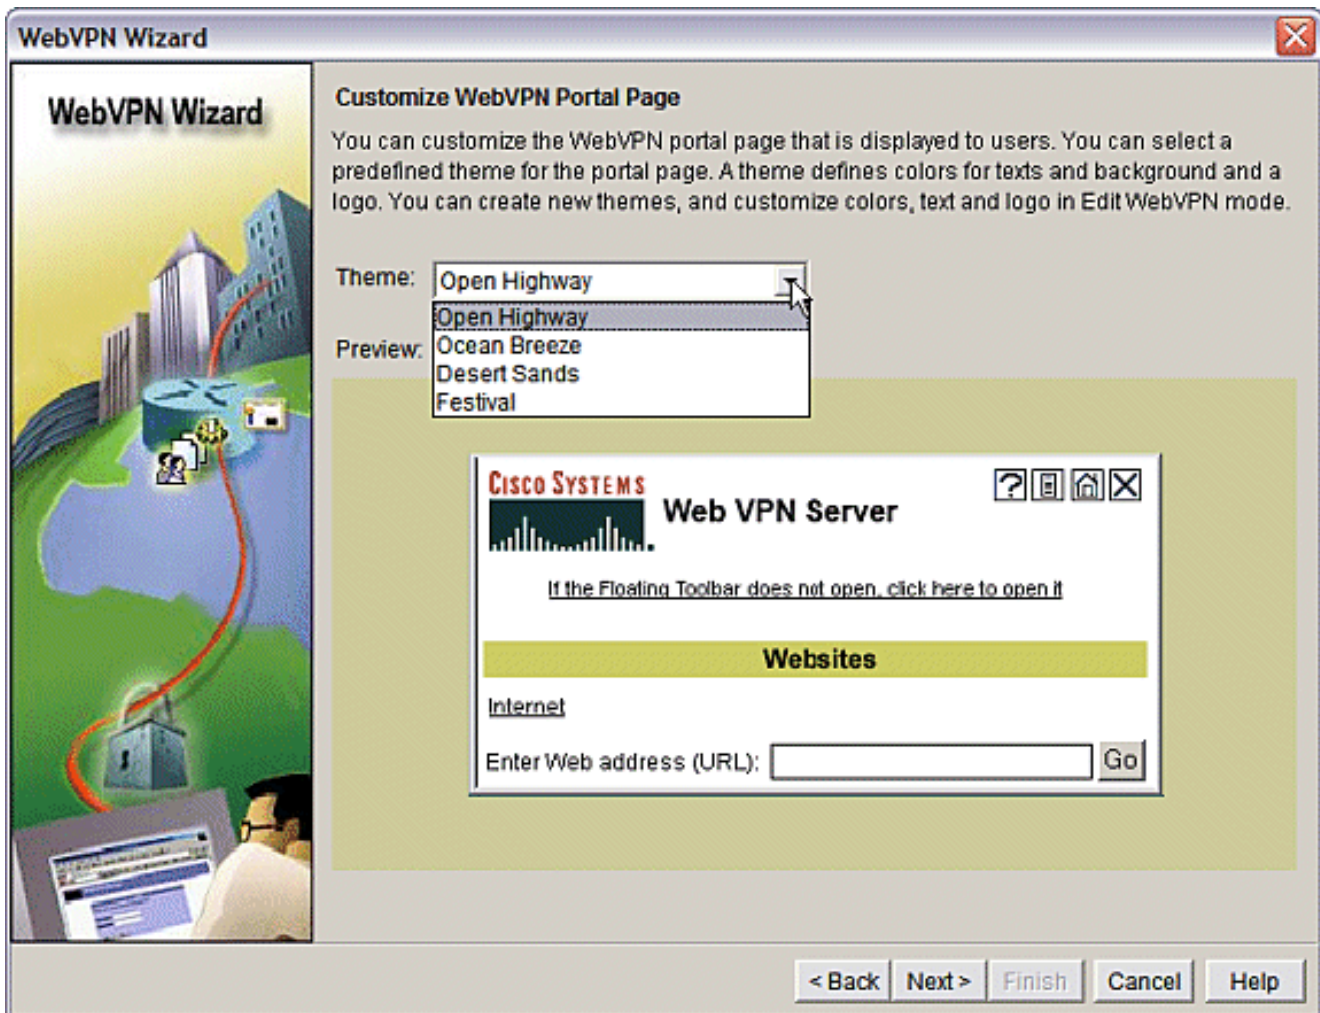 WebVPN Wizard
WebVPN Wizard
Customize WebVPN Portal Page
You can customize the WebVPN portal page that is displayed to users. You can select a
predefined theme for the portal page. A theme defines colors for texts and background and a
logo. You can create new themes, and customize colors, text and logo in Edit WebVPN mode.
Theme:
Open Highway
Open Highway
Ocean Breeze
Desert Sands
Festival
Preview:
CISCO SYSTEMS
Web VPN Server
?
If the Floating Toolbar does not open, click here to open it
Websites
Internet
Enter Web address (URL):
Go
< Back
Next >
Finish
Cancel
Help